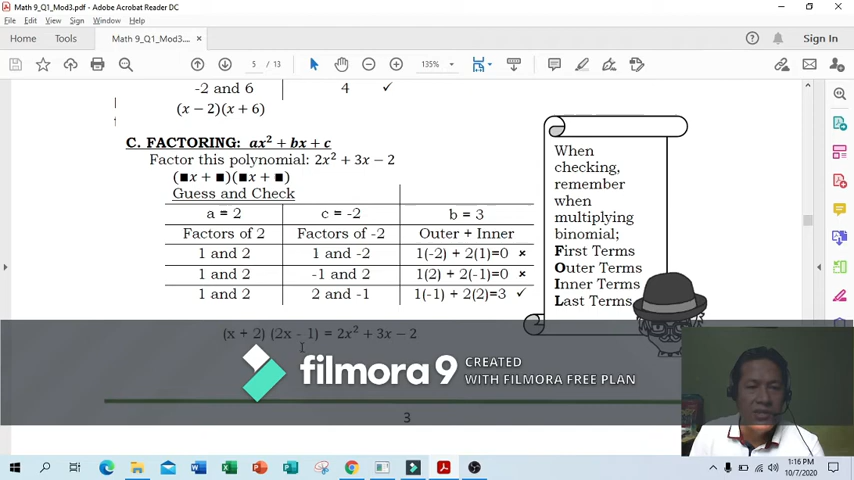 Math 9_Q1_Mod3.pdf - Adobe Acrobat Reader DC
File Edit View Sign Window Help
Home Tools Math 9_Q1_Mod3.... × Sign In
5 / 13 135%
-2 and 6 4 ✓
(x − 2)(x + 6)
C. FACTORING: ax² + bx + c
Factor this polynomial: 2x² + 3x − 2
(■x + ■)(■x + ■)
Guess and Check
a = 2 c = -2 b = 3
Factors of 2 Factors of -2 Outer + Inner
1 and 2 1 and -2 1(-2) + 2(1)=0 ×
1 and 2 -1 and 2 1(2) + 2(-1)=0 ×
1 and 2 2 and -1 1(-1) + 2(2)=3 ✓
(x + 2) (2x - 1) = 2x² + 3x − 2
When
checking,
remember
when
multiplying
binomial;
First Terms
Outer Terms
Inner Terms
Last Terms
filmora 9 CREATED
WITH FILMORA FREE PLAN
3
1:16 PM
10/7/2020